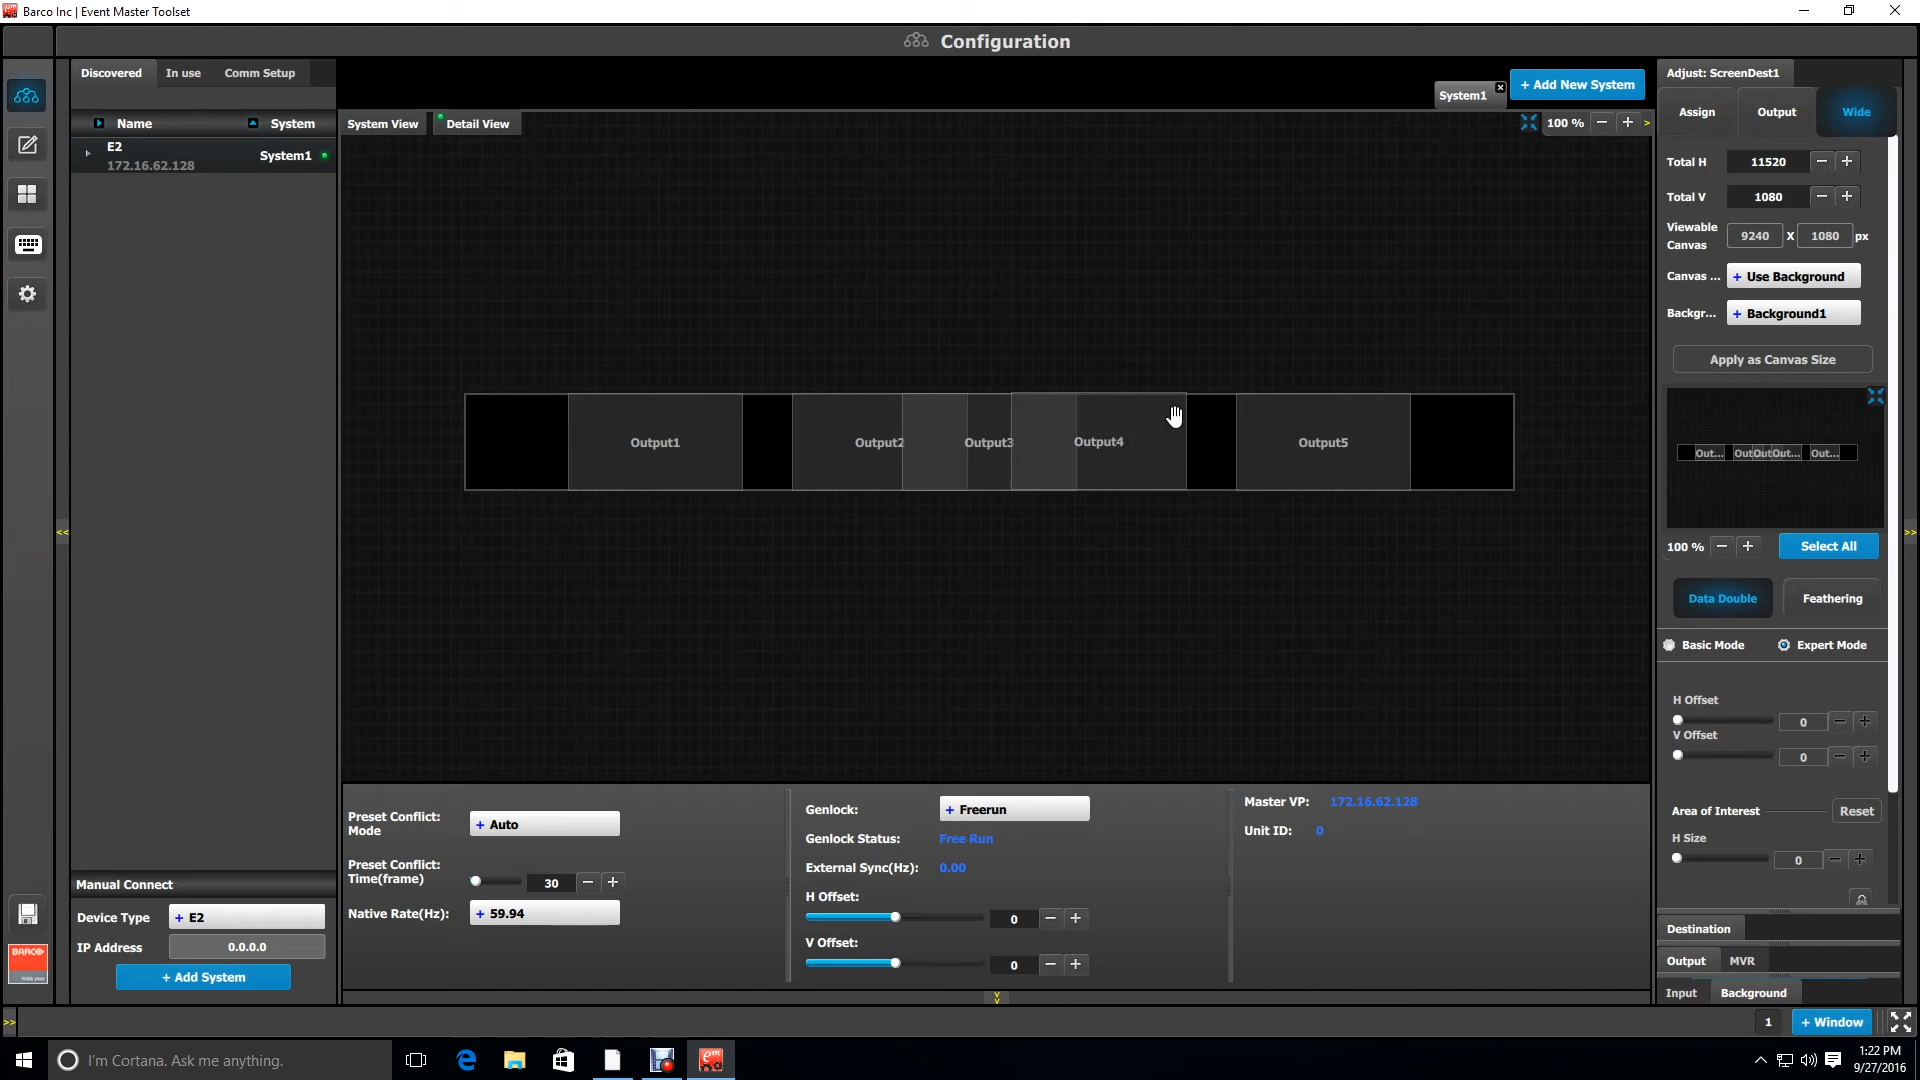 Barco Inc | Event Master Toolset
Configuration
Discovered In use Comm Setup
Name System
E2 System1
172.16.62.128
Manual Connect
Device Type + E2
IP Address 0.0.0.0
+ Add System
System1 x + Add New System
System View Detail View 100 % − + >
Output1 Output2 Output3 Output4 Output5
<<
Preset Conflict: Mode + Auto
Preset Conflict: Time(frame) 30 − +
Native Rate(Hz): + 59.94
Genlock: + Freerun
Genlock Status: Free Run
External Sync(Hz): 0.00
H Offset: 0 − +
V Offset: 0 − +
Master VP: 172.16.62.128
Unit ID: 0
Adjust: ScreenDest1
Assign Output Wide
Total H 11520 − +
Total V 1080 − +
Viewable Canvas 9240 X 1080 px
Canvas ... + Use Background
Backgr... + Background1
Apply as Canvas Size
Out... OutOutOut... Out...
100 % − + Select All
>>
Data Double Feathering
Basic Mode Expert Mode
H Offset
0 − +
V Offset
0 − +
Area of Interest Reset
H Size
0 − +
Destination
Output MVR
Input Background
>> 1 + Window
BARCO
em
I'm Cortana. Ask me anything.
1:22 PM
9/27/2016